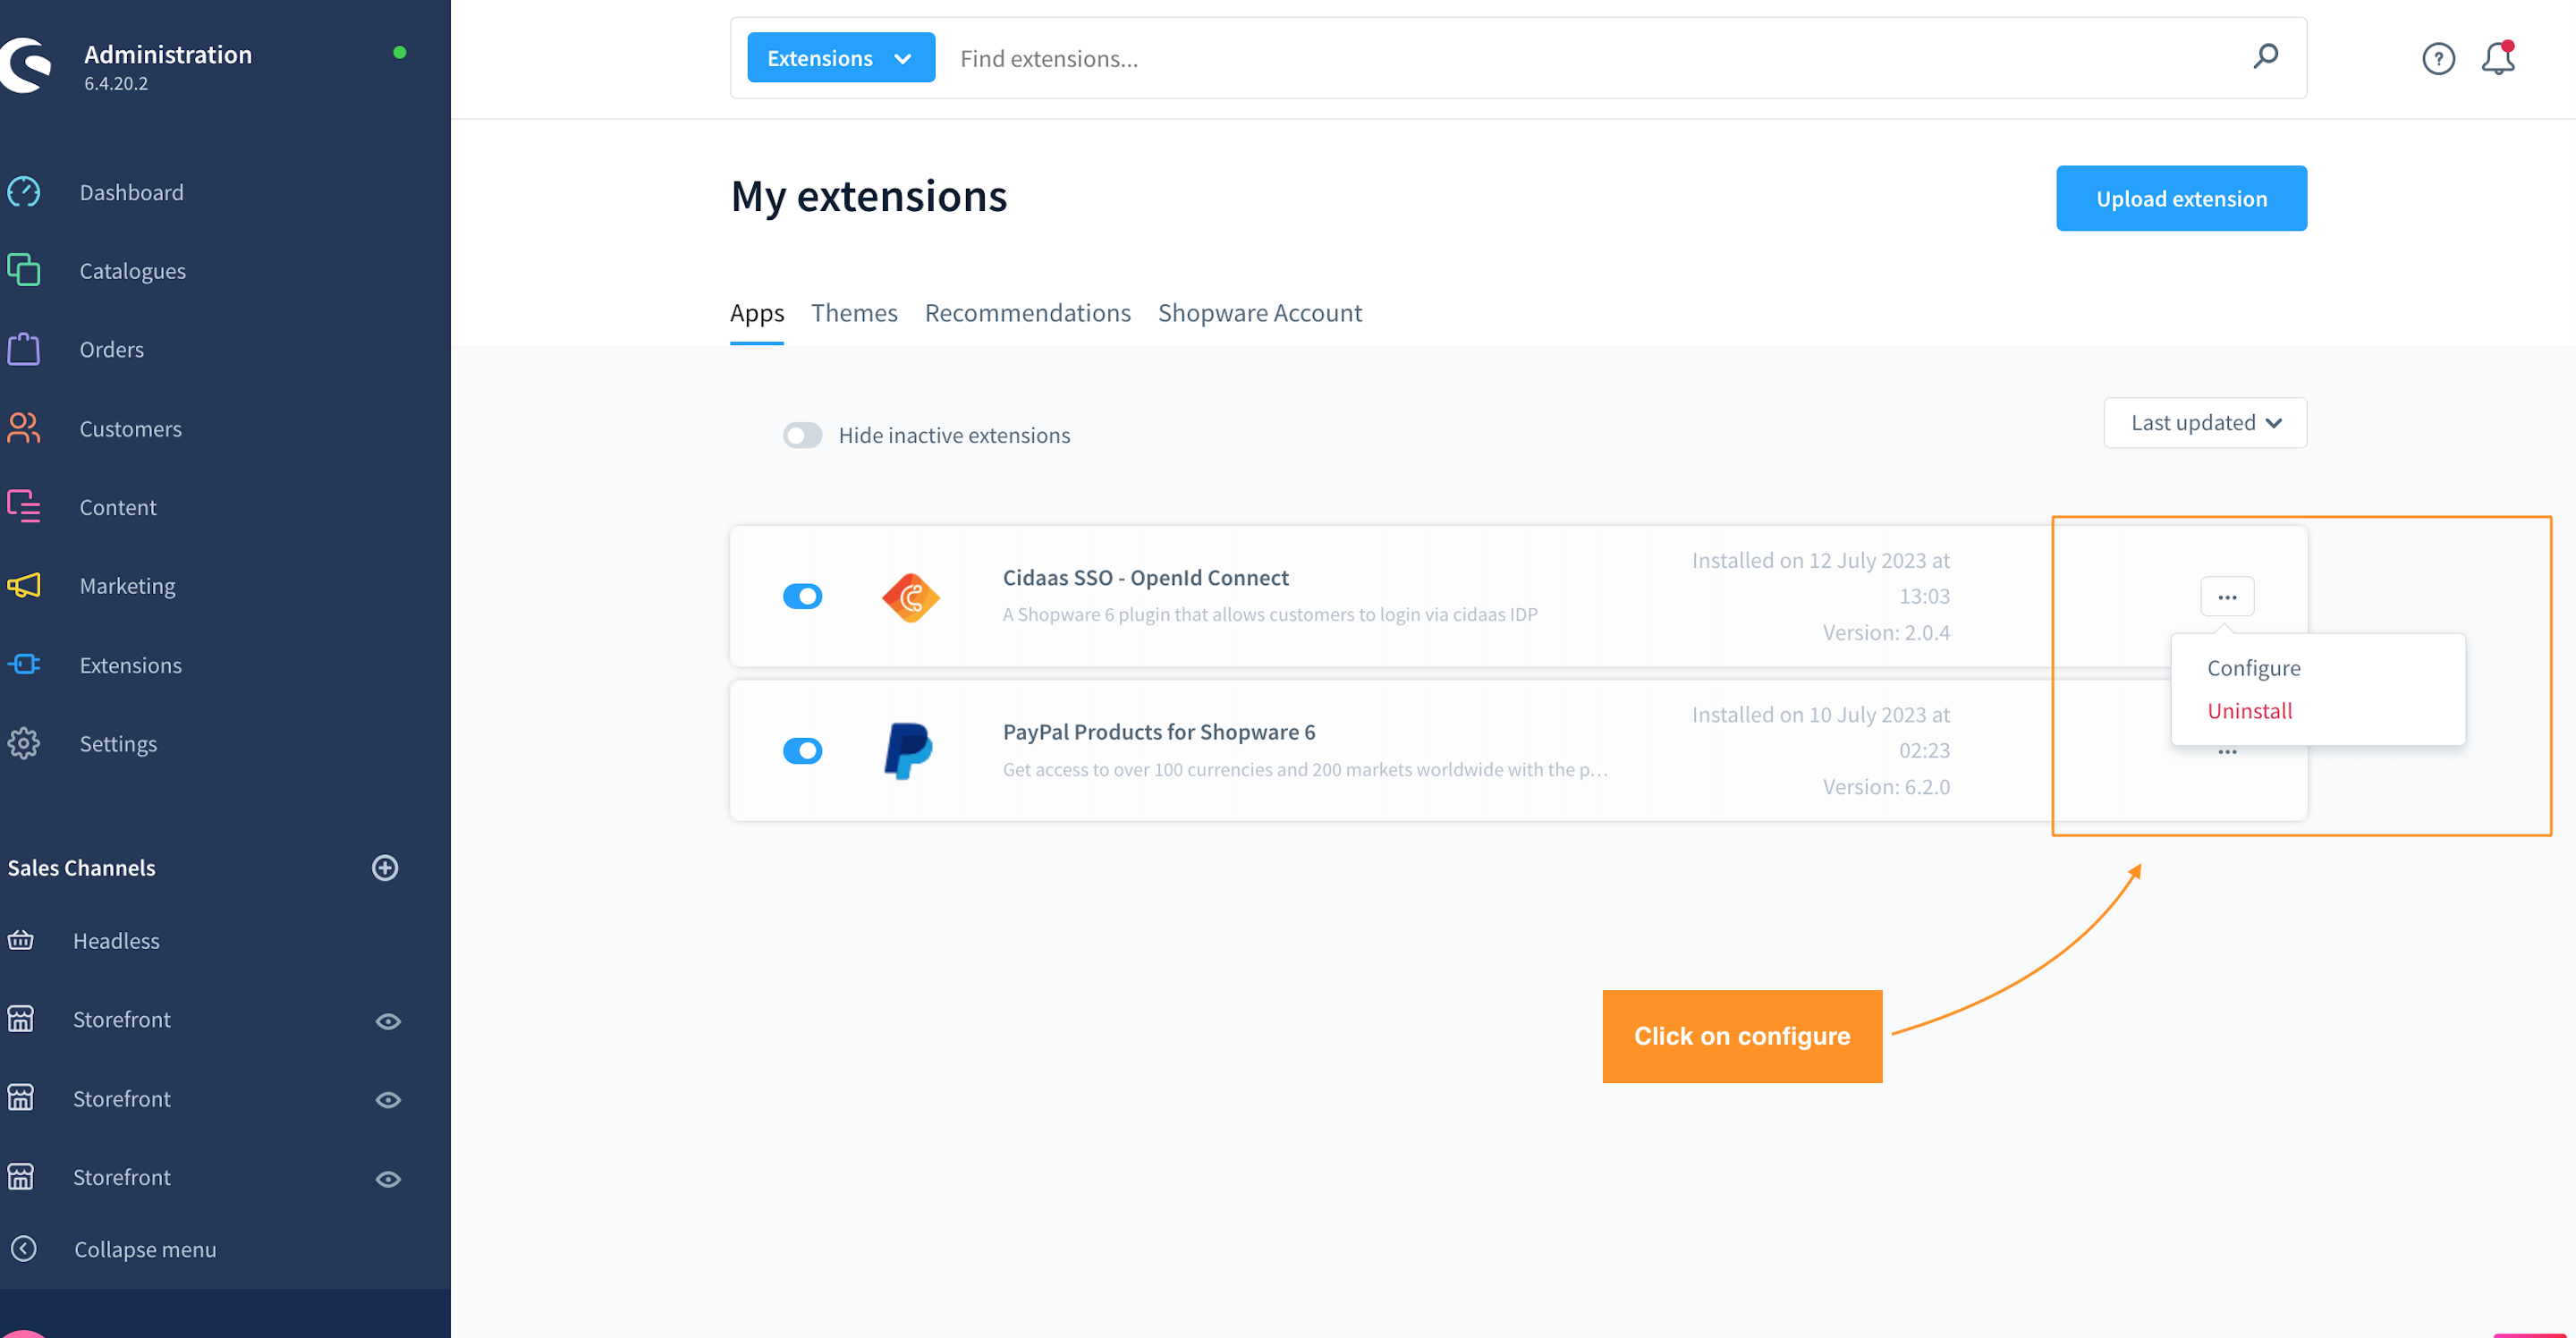 Administration
6.4.20.2
Dashboard
Catalogues
Orders
Customers
Content
Marketing
Extensions
Settings
Sales Channels
Headless
Storefront
Storefront
Storefront
Collapse menu
Extensions
Find extensions...
My extensions
Upload extension
Apps Themes Recommendations Shopware Account
Hide inactive extensions
Last updated
Cidaas SSO - OpenId Connect
A Shopware 6 plugin that allows customers to login via cidaas IDP
Installed on 12 July 2023 at
13:03
Version: 2.0.4
...
Configure
Uninstall
PayPal Products for Shopware 6
Get access to over 100 currencies and 200 markets worldwide with the p...
Installed on 10 July 2023 at
02:23
Version: 6.2.0
...
Click on configure